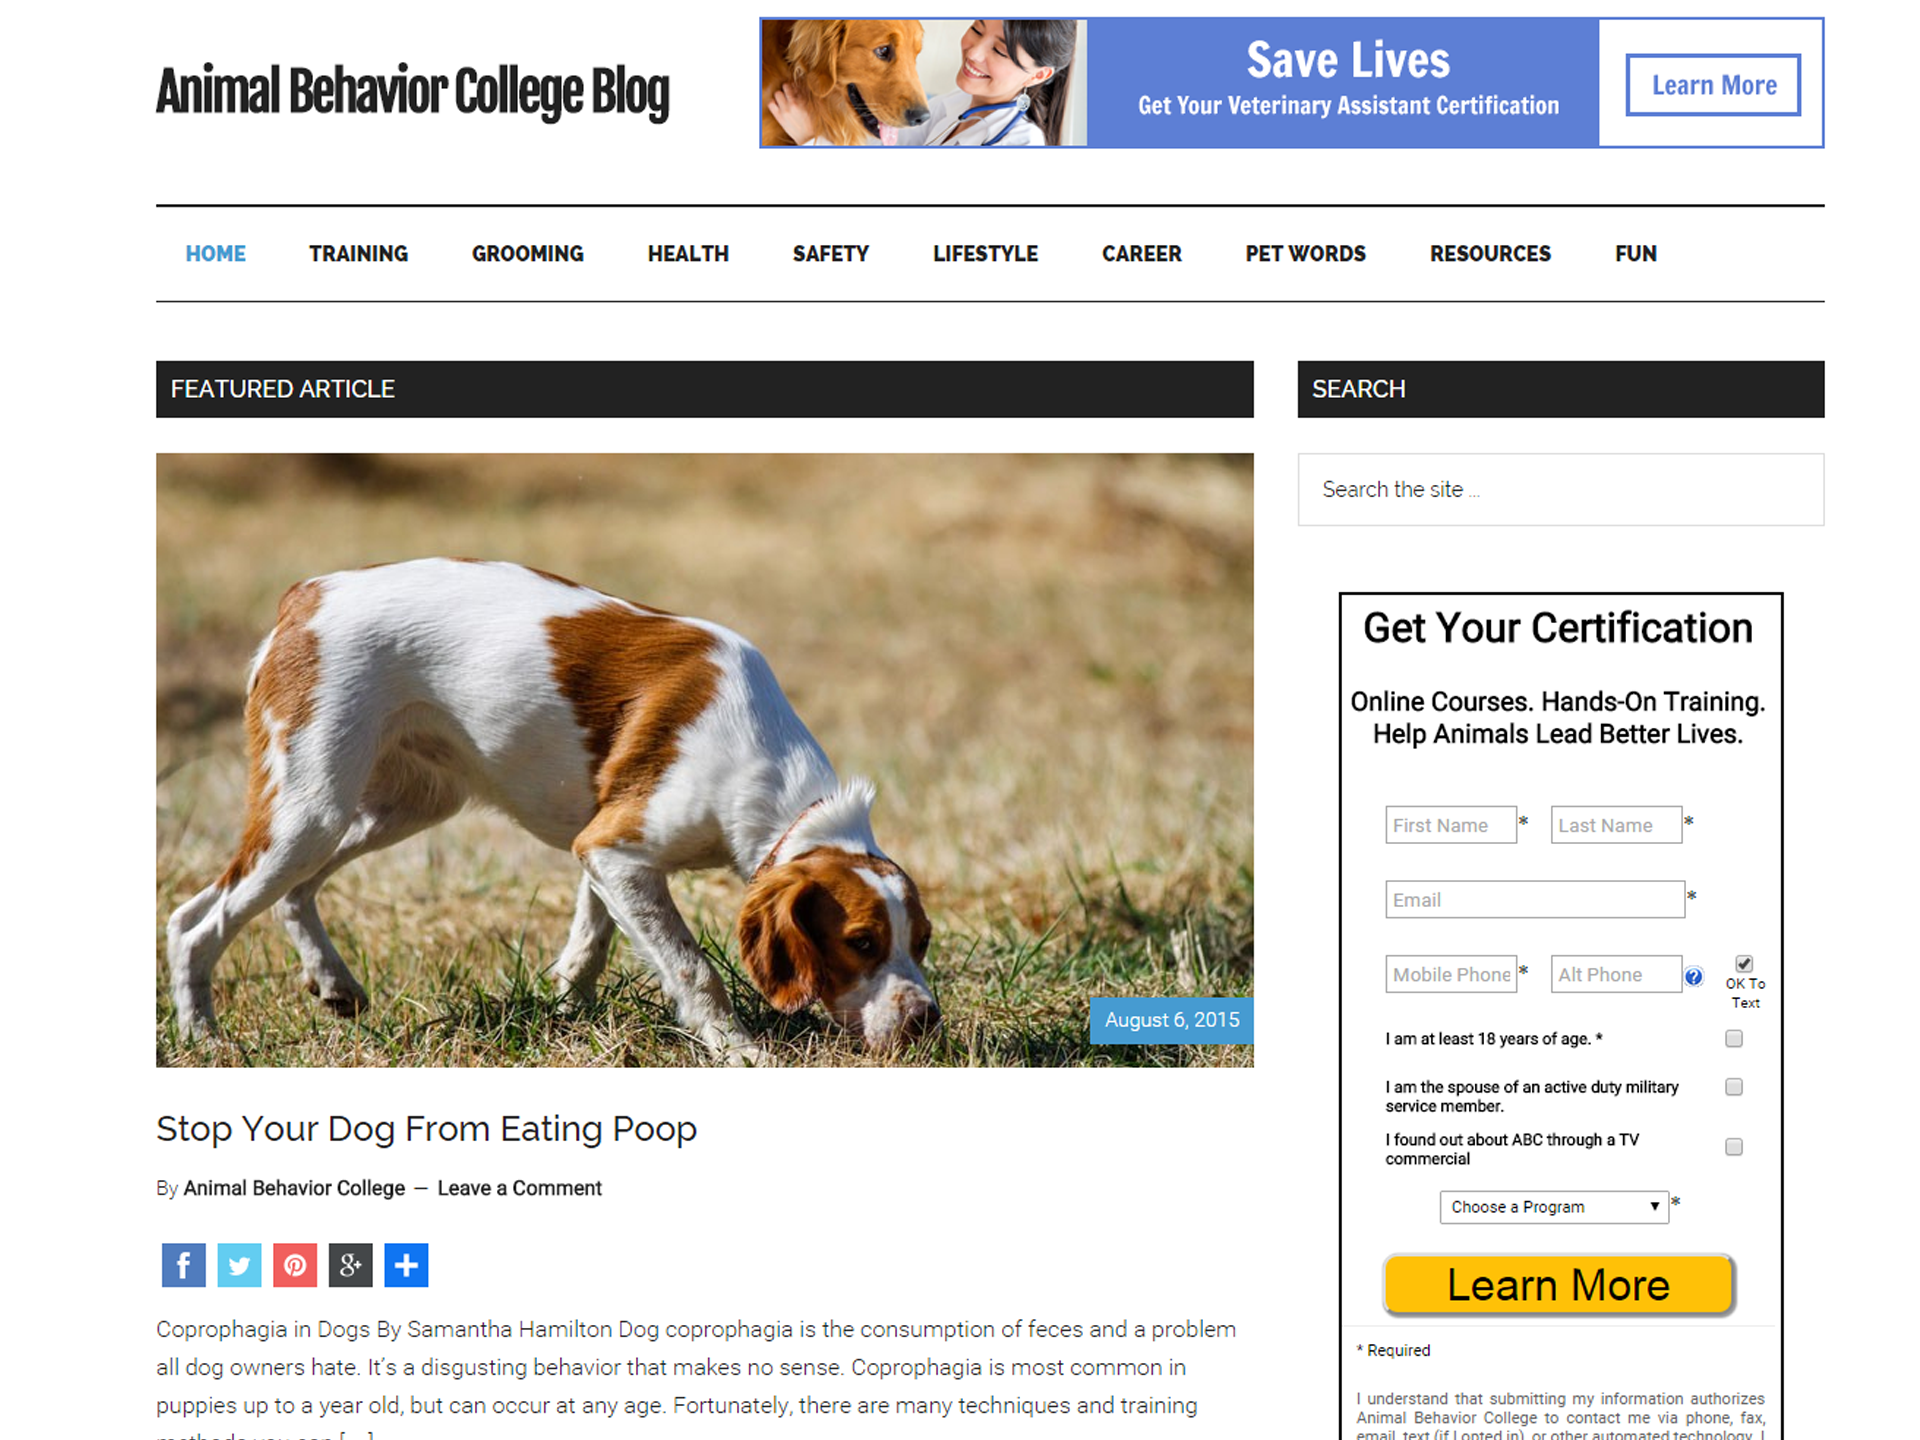 Animal Behavior College Blog
Save Lives
Get Your Veterinary Assistant Certification
Learn More
HOME TRAINING GROOMING HEALTH SAFETY LIFESTYLE CAREER PET WORDS RESOURCES FUN
FEATURED ARTICLE
August 6, 2015
Stop Your Dog From Eating Poop
By Animal Behavior College — Leave a Comment
f g+ +
Coprophagia in Dogs By Samantha Hamilton Dog coprophagia is the consumption of feces and a problem
all dog owners hate. It's a disgusting behavior that makes no sense. Coprophagia is most common in
puppies up to a year old, but can occur at any age. Fortunately, there are many techniques and training
methods you can [...]
SEARCH
Search the site ...
Get Your Certification
Online Courses. Hands-On Training.
Help Animals Lead Better Lives.
First Name * Last Name *
Email *
Mobile Phone * Alt Phone ?
OK To
Text
I am at least 18 years of age. *
I am the spouse of an active duty military
service member.
I found out about ABC through a TV
commercial
Choose a Program *
Learn More
* Required
I understand that submitting my information authorizes
Animal Behavior College to contact me via phone, fax,
email, text (if I opted in), or other automated technology. I